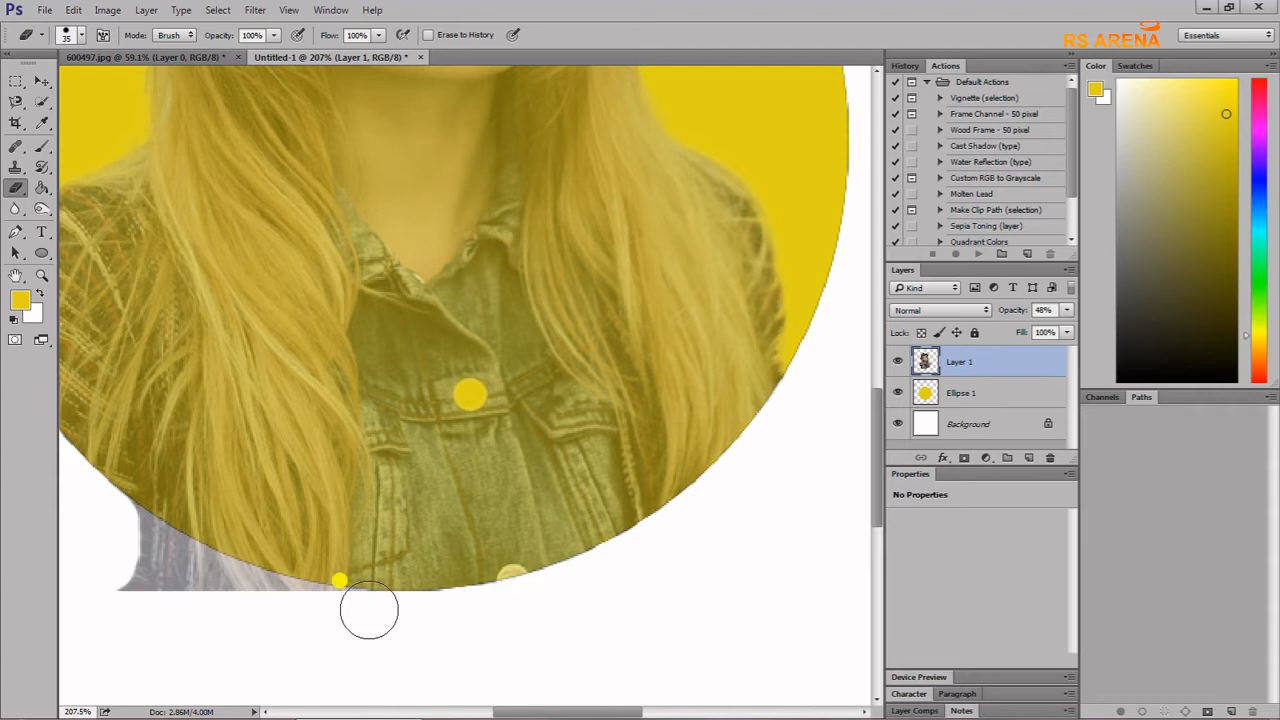 Ps File Edit Image Layer Type Select Filter View Window Help
35 Mode: Brush Opacity: 100% Flow: 100% Erase to History
RS ARENA
Essentials
600497.jpg @ 59.1% (Layer 0, RGB/8) * × Untitled-1 @ 207% (Layer 1, RGB/8) * ×
History Actions
Default Actions
Vignette (selection)
Frame Channel - 50 pixel
Wood Frame - 50 pixel
Cast Shadow (type)
Water Reflection (type)
Custom RGB to Grayscale
Molten Lead
Make Clip Path (selection)
Sepia Toning (layer)
Quadrant Colors
Color Swatches
Layers
Kind
Normal Opacity: 48%
Lock: Fill: 100%
Layer 1
Ellipse 1
Background
Channels Paths
Properties
No Properties
Device Preview
Character Paragraph
Layer Comps Notes
207.5% Doc: 2.86M/4.00M